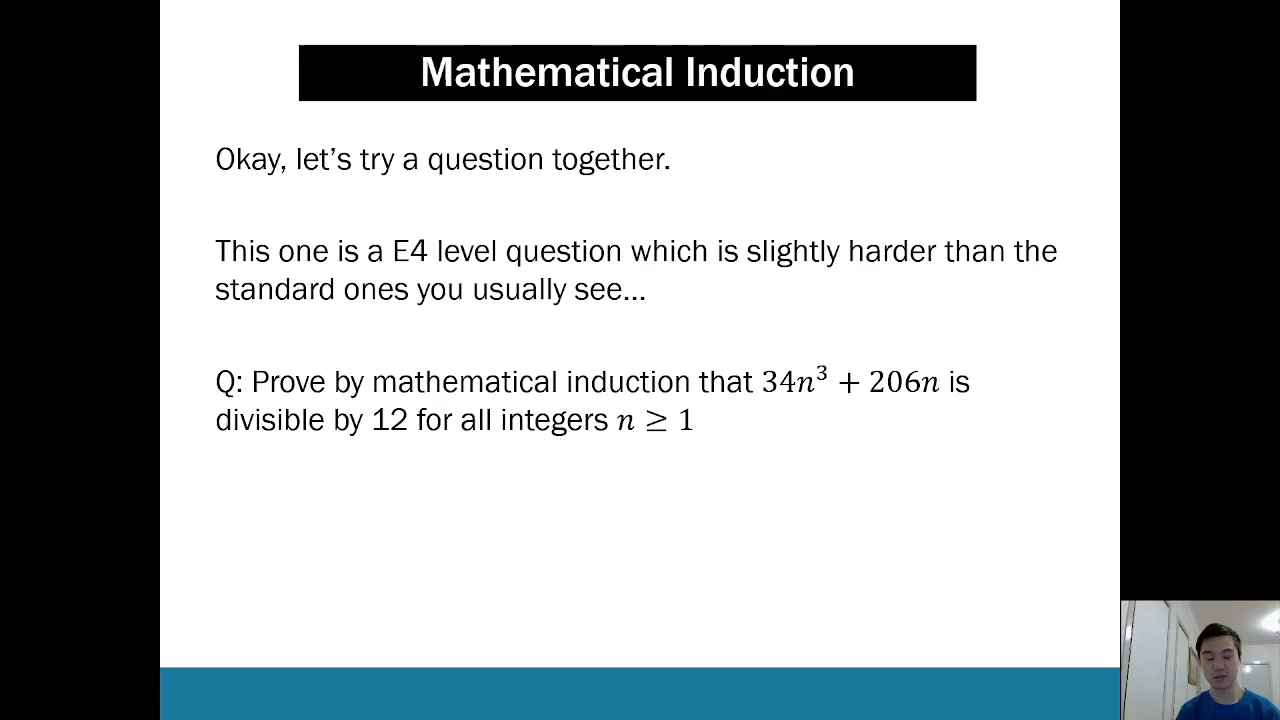 Mathematical Induction
Okay, let’s try a question together.
This one is a E4 level question which is slightly harder than the
standard ones you usually see…
Q: Prove by mathematical induction that 34𝑛³ + 206𝑛 is
divisible by 12 for all integers 𝑛 ≥ 1